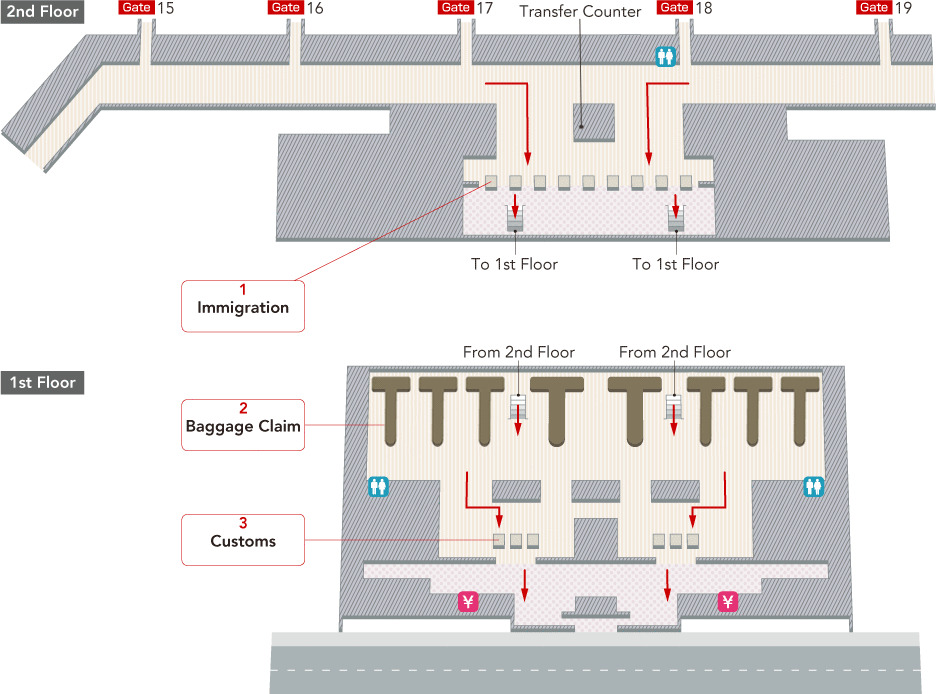 2nd Floor
Gate 15
Gate 16
Gate 17
Transfer Counter
Gate 18
Gate 19
To 1st Floor
To 1st Floor
1
Immigration
From 2nd Floor
From 2nd Floor
1st Floor
2
Baggage Claim
3
Customs
¥
¥